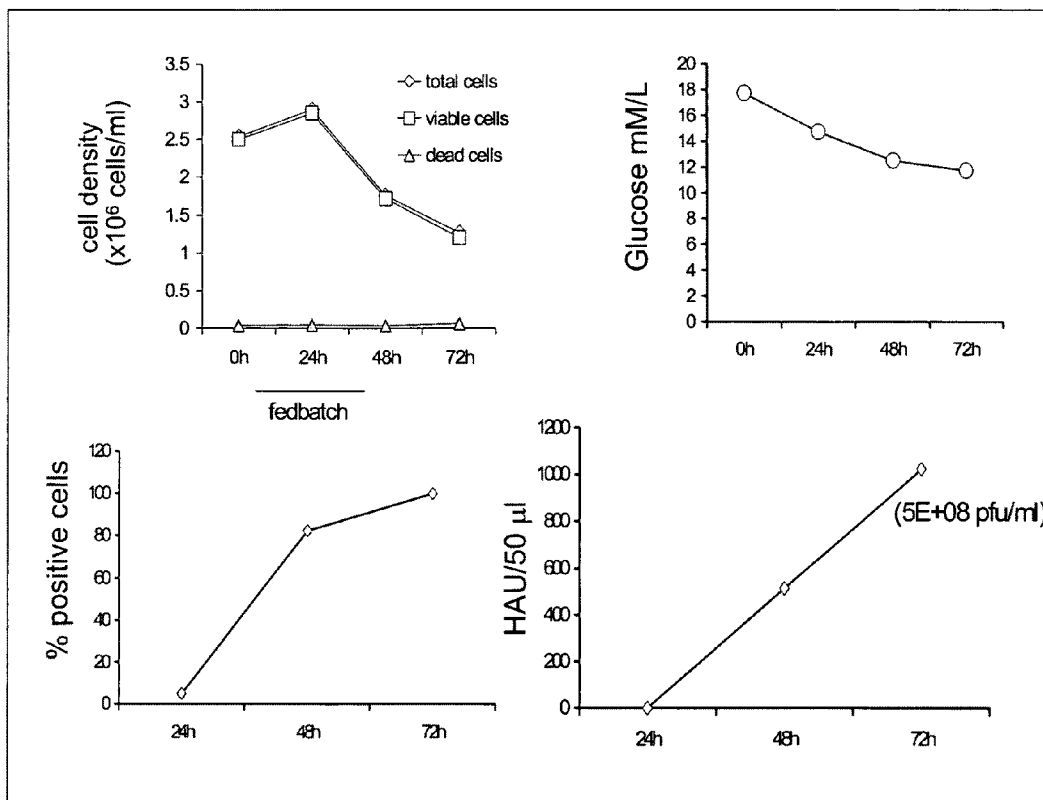 cell density
(x10⁶ cells/ml)
3.5
3
2.5
2
1.5
1
0.5
0
total cells
viable cells
dead cells
0h
24h
48h
72h
fedbatch
Glucose mM/L
20
18
16
14
12
10
8
6
4
2
0
0h
24h
48h
72h
% positive cells
120
100
80
60
40
20
0
24h
48h
72h
HAU/50 µl
1200
1000
800
600
400
200
0
(5E+08 pfu/ml)
24h
48h
72h